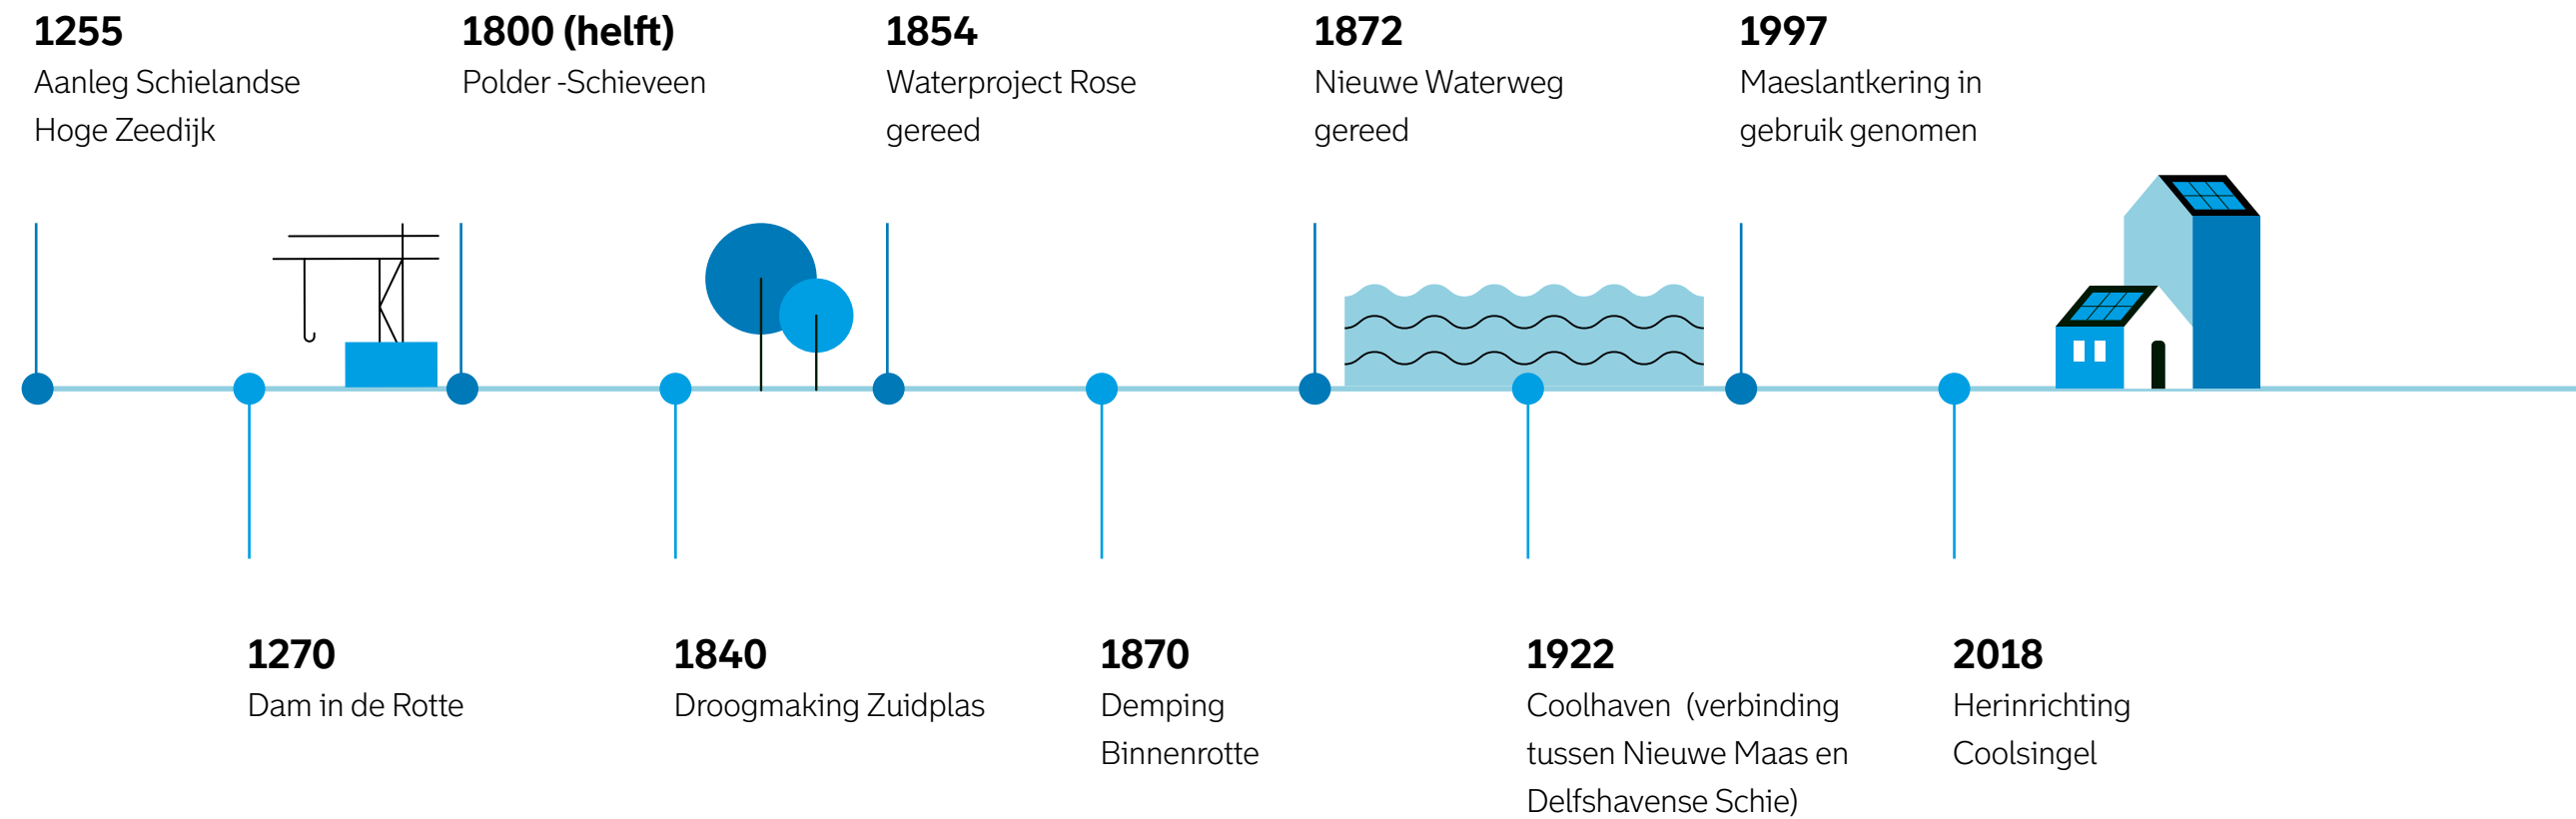 1255
Aanleg Schielandse
Hoge Zeedijk
1800 (helft)
Polder -Schieveen
1854
Waterproject Rose
gereed
1872
Nieuwe Waterweg
gereed
1997
Maeslantkering in
gebruik genomen
1270
Dam in de Rotte
1840
Droogmaking Zuidplas
1870
Demping
Binnenrotte
1922
Coolhaven  (verbinding
tussen Nieuwe Maas en
Delfshavense Schie)
2018
Herinrichting
Coolsingel